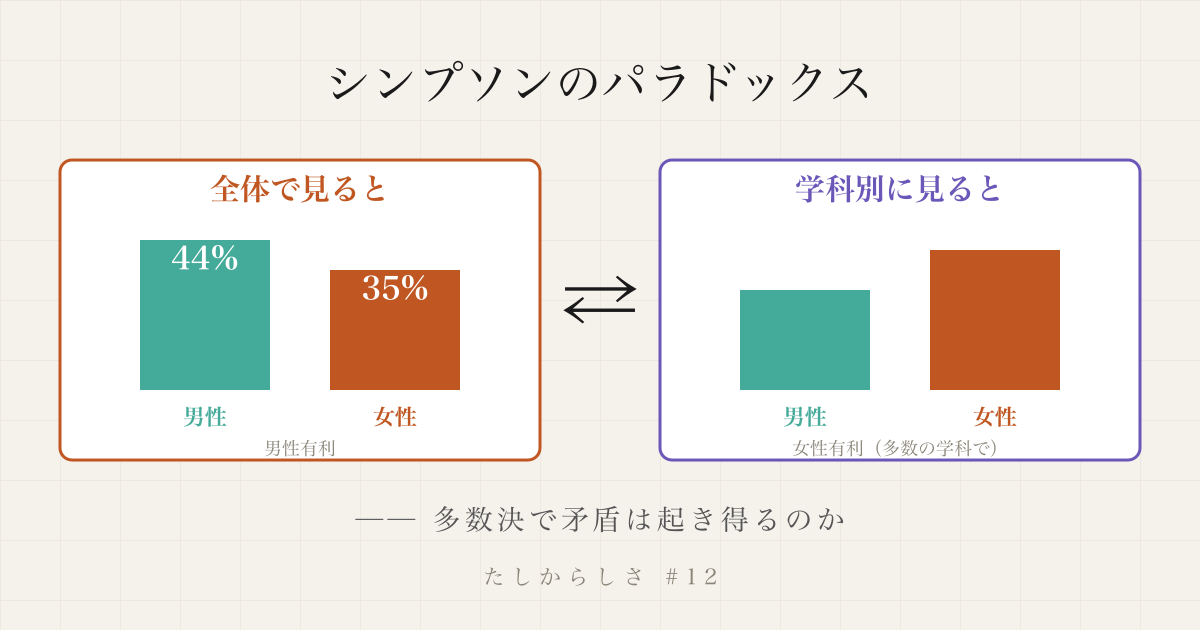 シンプソンのパラドックス
全体で見ると
44%
35%
男性
女性
男性有利
学科別に見ると
男性
女性
女性有利（多数の学科で）
── 多数決で矛盾は起き得るのか
たしからしさ #12